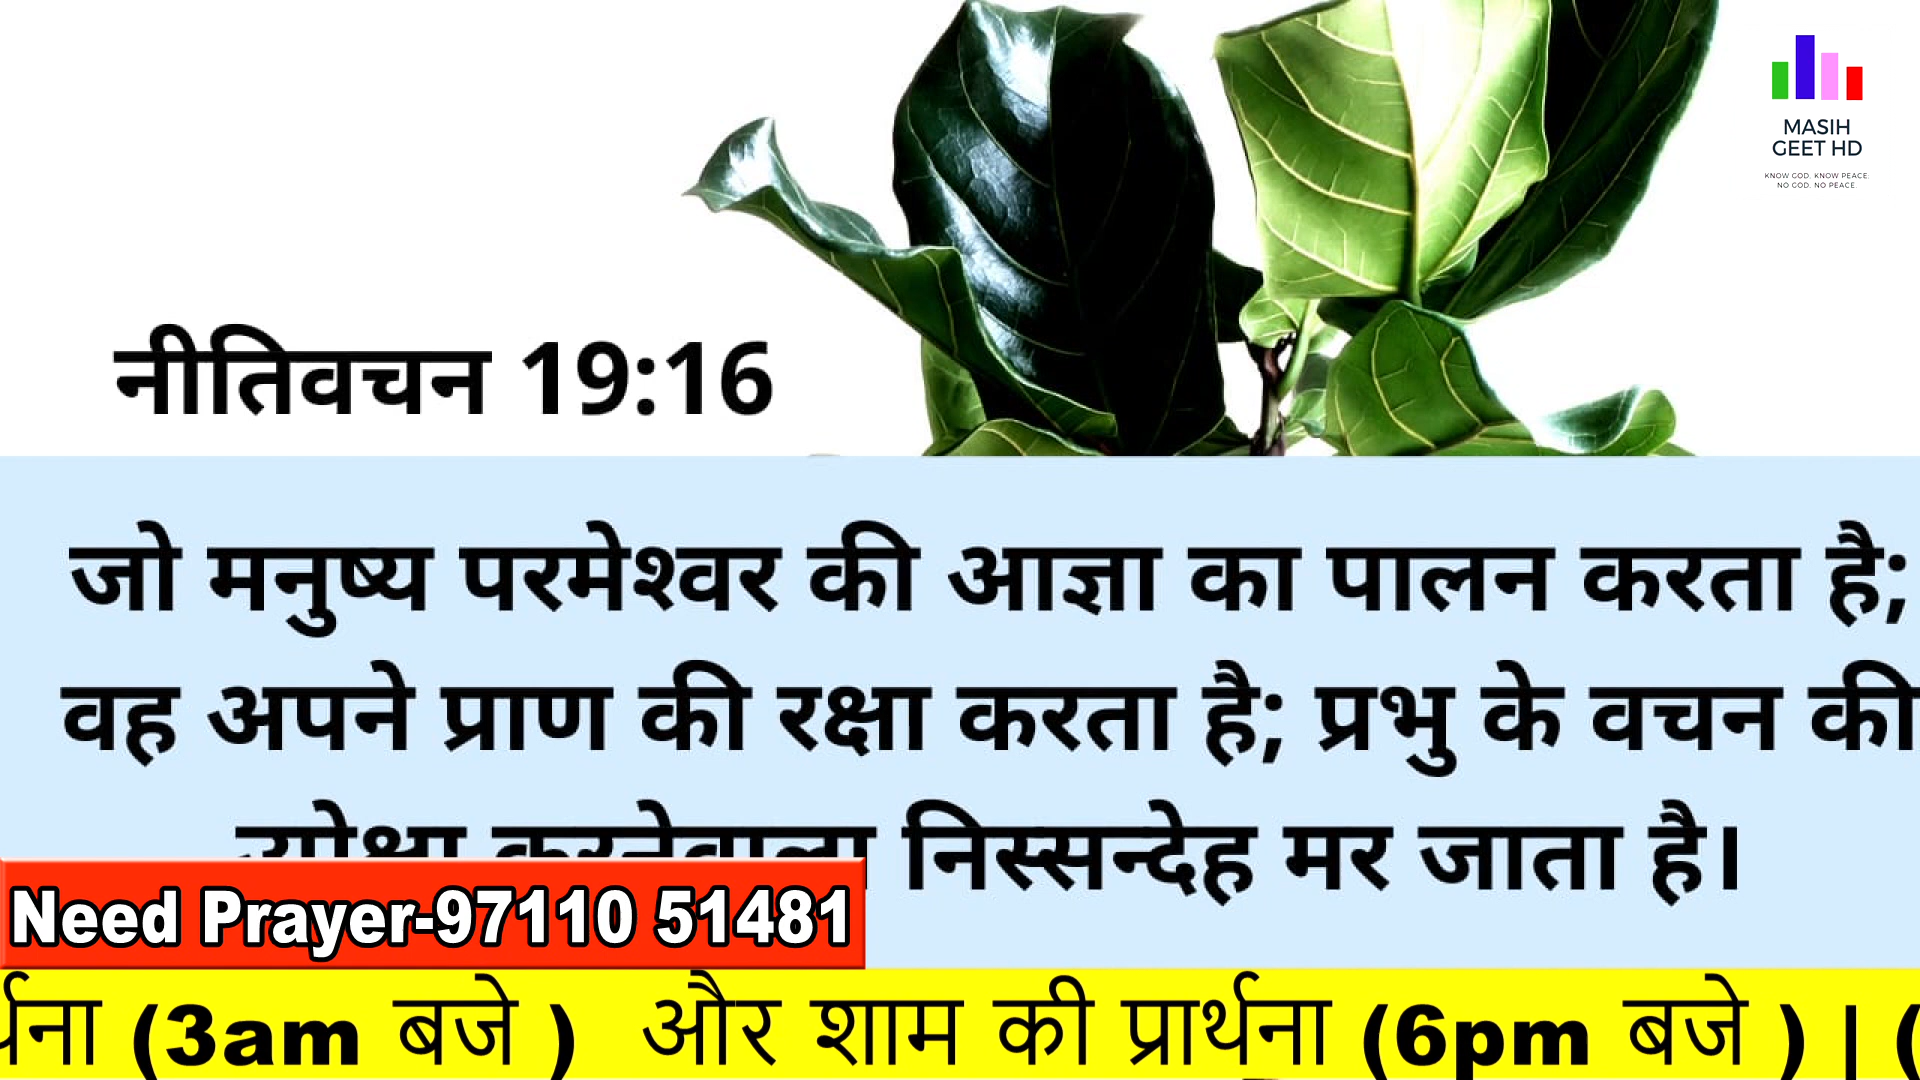 MASIH
GEET HD
KNOW GOD. KNOW PEACE.
NO GOD. NO PEACE.
नीतिवचन 19:16
जो मनुष्य परमेश्वर की आज्ञा का पालन करता है;
वह अपने प्राण की रक्षा करता है; प्रभु के वचन की
निस्सन्देह मर जाता है।
Need Prayer-97110 51481
(3am बजे ) और शाम की प्रार्थना (6pm बजे ) | (